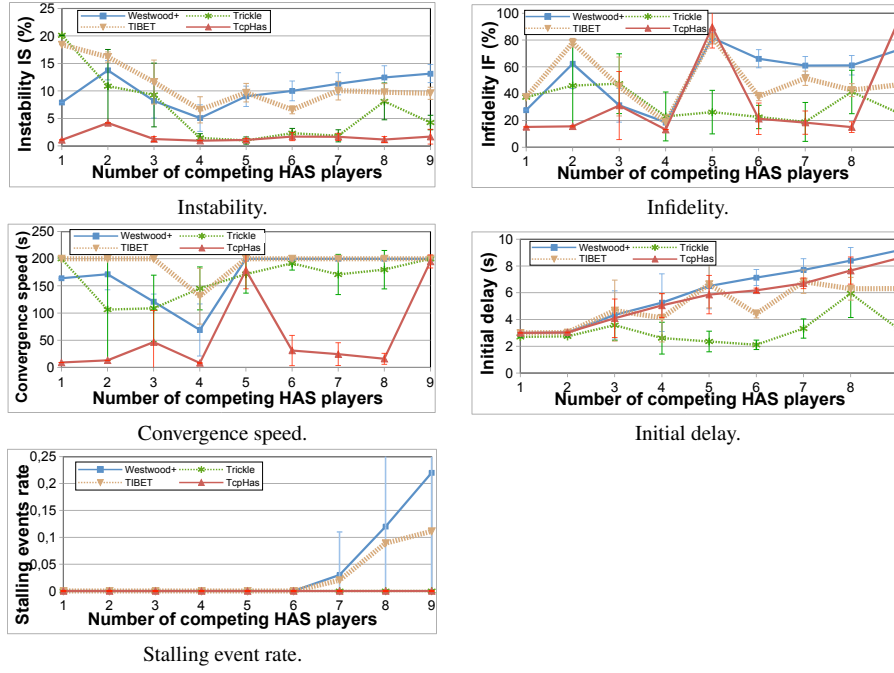 Instability IS (%)
25
20
15
10
5
0
Westwood+
Trickle
TIBET
TcpHas
1 2 3 4 5 6 7 8 9
Number of competing HAS players
Instability.
Infidelity IF (%)
100
80
60
40
20
0
Westwood+
Trickle
TIBET
TcpHas
1 2 3 4 5 6 7 8
Number of competing HAS players
Infidelity.
Convergence speed (s)
250
200
150
100
50
0
Westwood+
Trickle
TIBET
TcpHas
1 2 3 4 5 6 7 8 9
Number of competing HAS players
Convergence speed.
Initial delay (s)
10
8
6
4
2
0
Westwood+
Trickle
TIBET
TcpHas
1 2 3 4 5 6 7 8
Number of competing HAS players
Initial delay.
Stalling events rate
0,25
0,2
0,15
0,1
0,05
0
Westwood+
Trickle
TIBET
TcpHas
1 2 3 4 5 6 7 8 9
Number of competing HAS players
Stalling event rate.